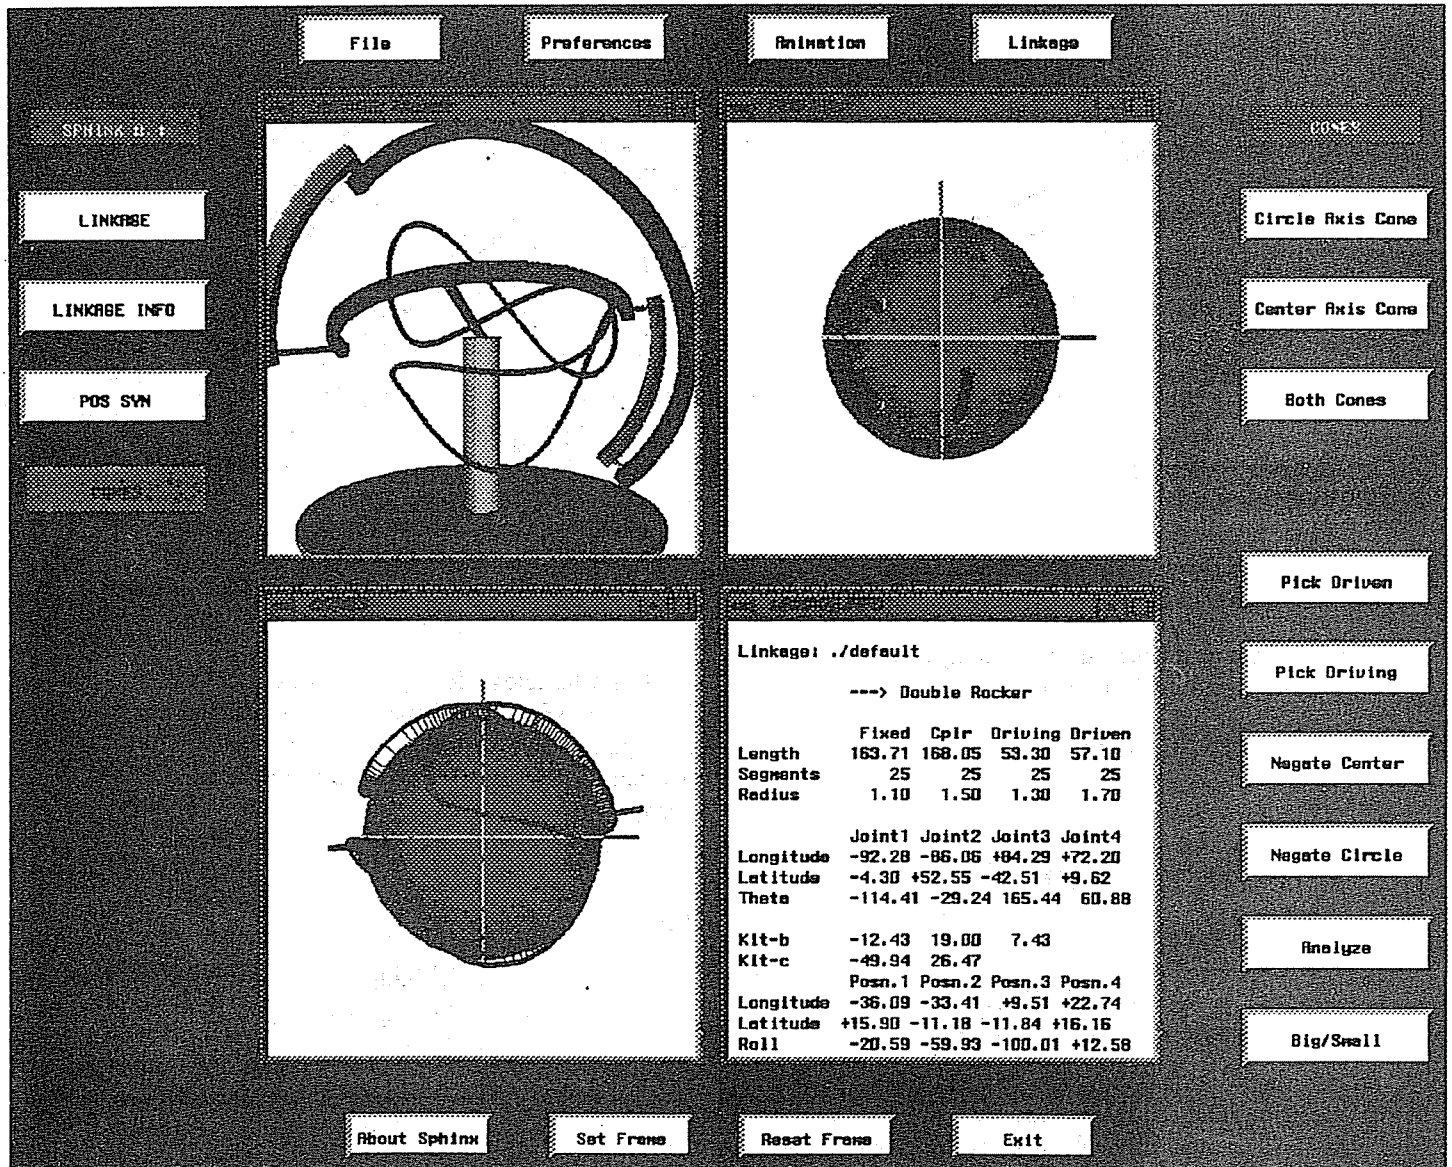 File Preferences Animation Linkage
LINKAGE
LINKAGE INFO
POS SYN
Linkage: ./default
---> Double Rocker
Fixed Cplr Driving Driven
Length 163.71 168.05 53.30 57.10
Segments 25 25 25 25
Radius 1.10 1.50 1.30 1.70
Joint1 Joint2 Joint3 Joint4
Longitude -92.28 -86.06 +84.29 +72.20
Latitude -4.30 +52.55 -42.51 +9.62
Theta -114.41 -29.24 165.44 60.88
Kit-b -12.43 19.00 7.43
Kit-c -49.94 26.47
Posn.1 Posn.2 Posn.3 Posn.4
Longitude -36.09 -33.41 +9.51 +22.74
Latitude +15.90 -11.18 -11.84 +16.16
Roll -20.59 -59.93 -100.01 +12.58
CONES
Circle Axis Cone
Center Axis Cone
Both Cones
Pick Driven
Pick Driving
Negate Center
Negate Circle
Analyze
Big/Small
About Sphinx Set Frame Reset Frame Exit